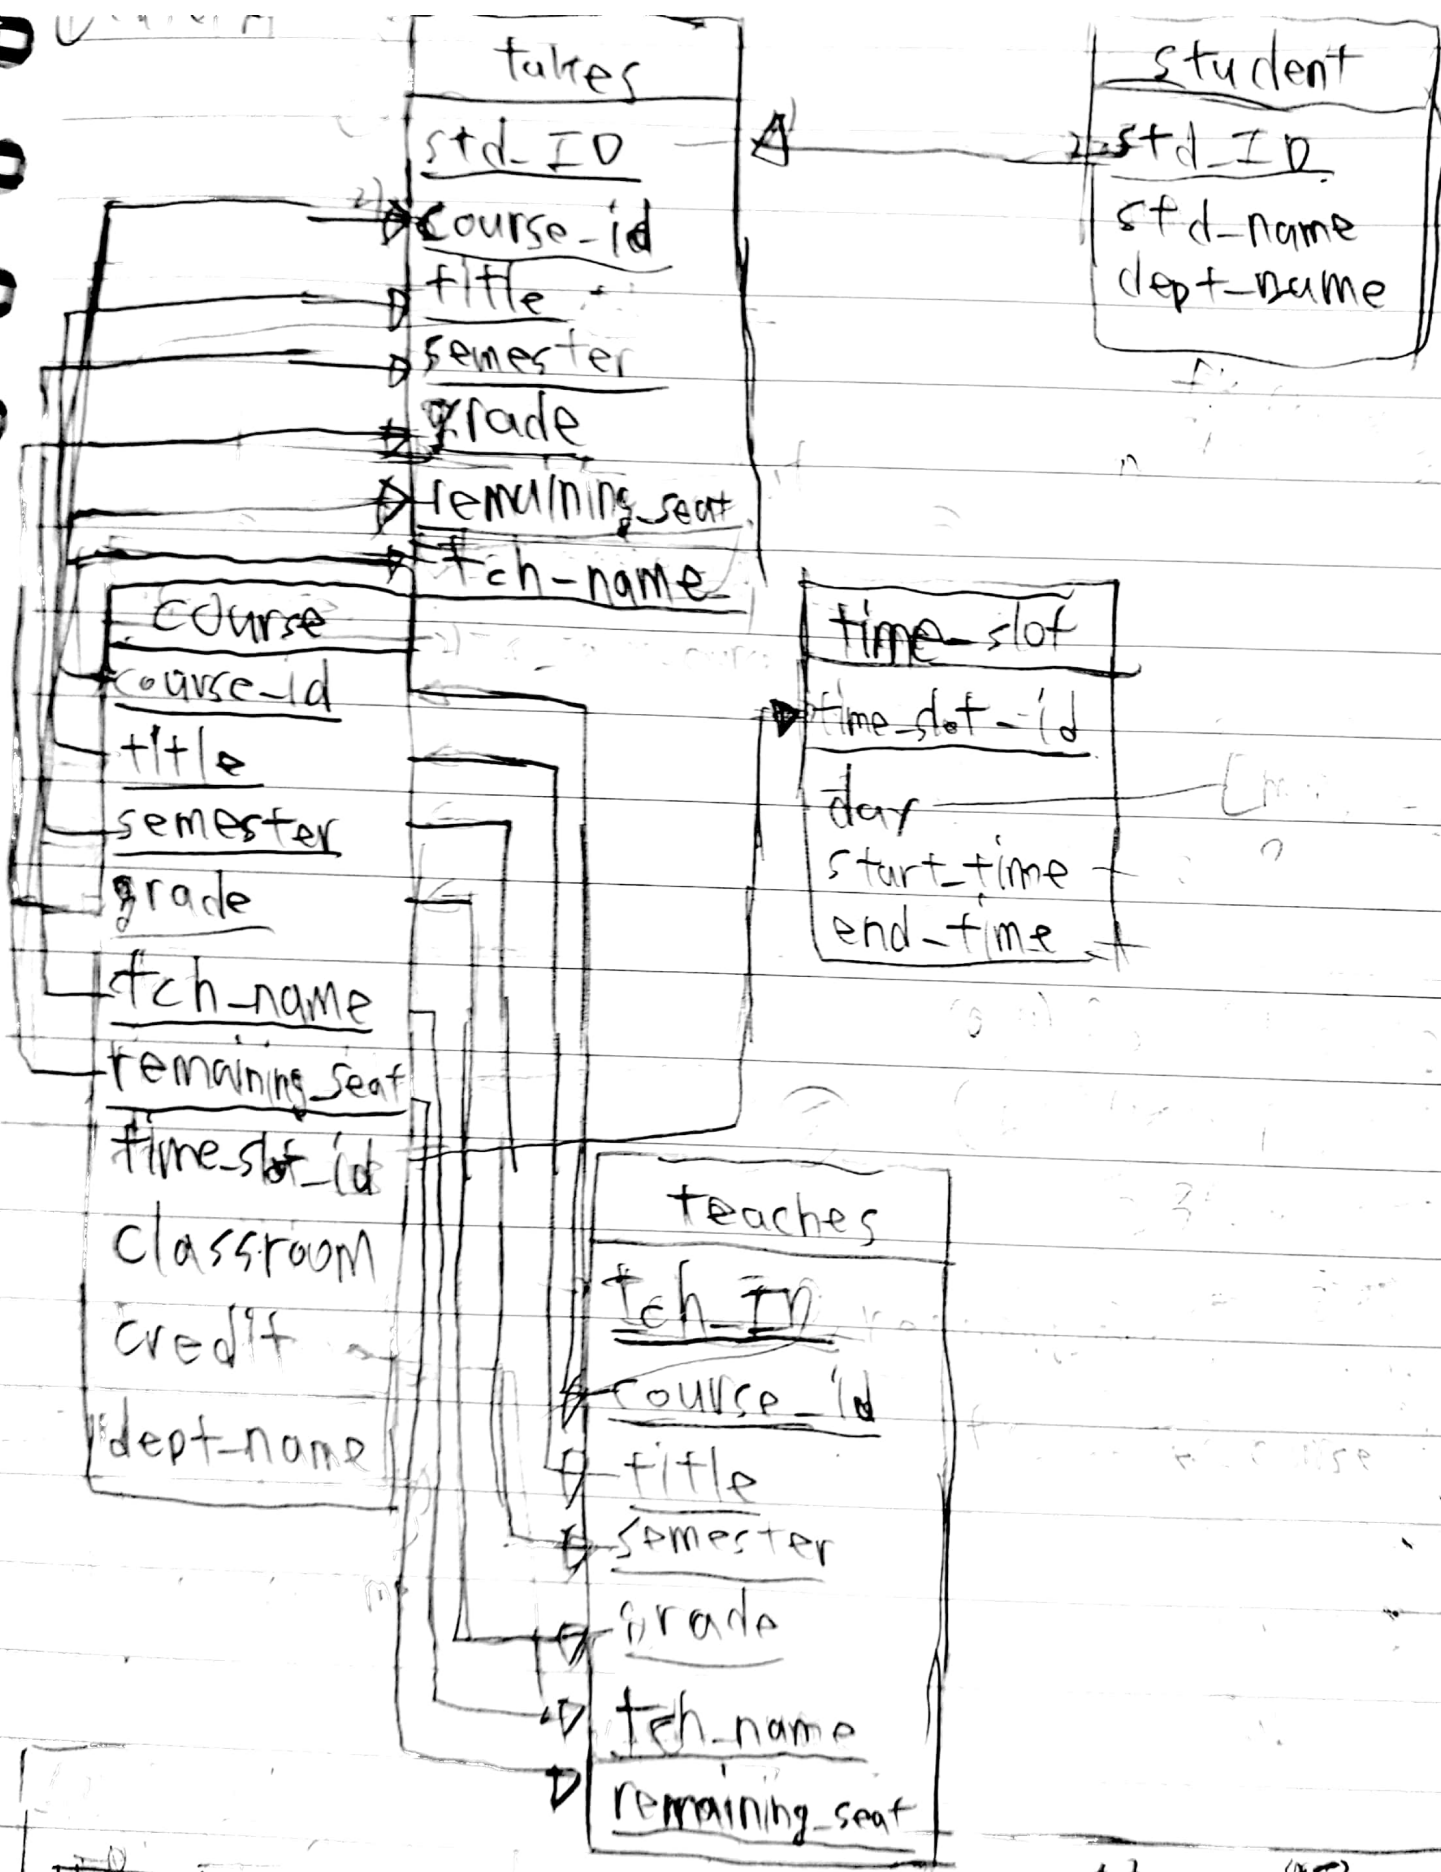 takes
std_ID
course_id
title
semester
grade
remaining_seat
tch_name
student
std_ID
std_name
dept_name
course
course_id
title
semester
grade
tch_name
remaining_seat
time_slot_id
classroom
credit
dept_name
time_slot
time_slot_id
day
start_time
end_time
teaches
tch_ID
course_id
title
semester
grade
tch_name
remaining_seat